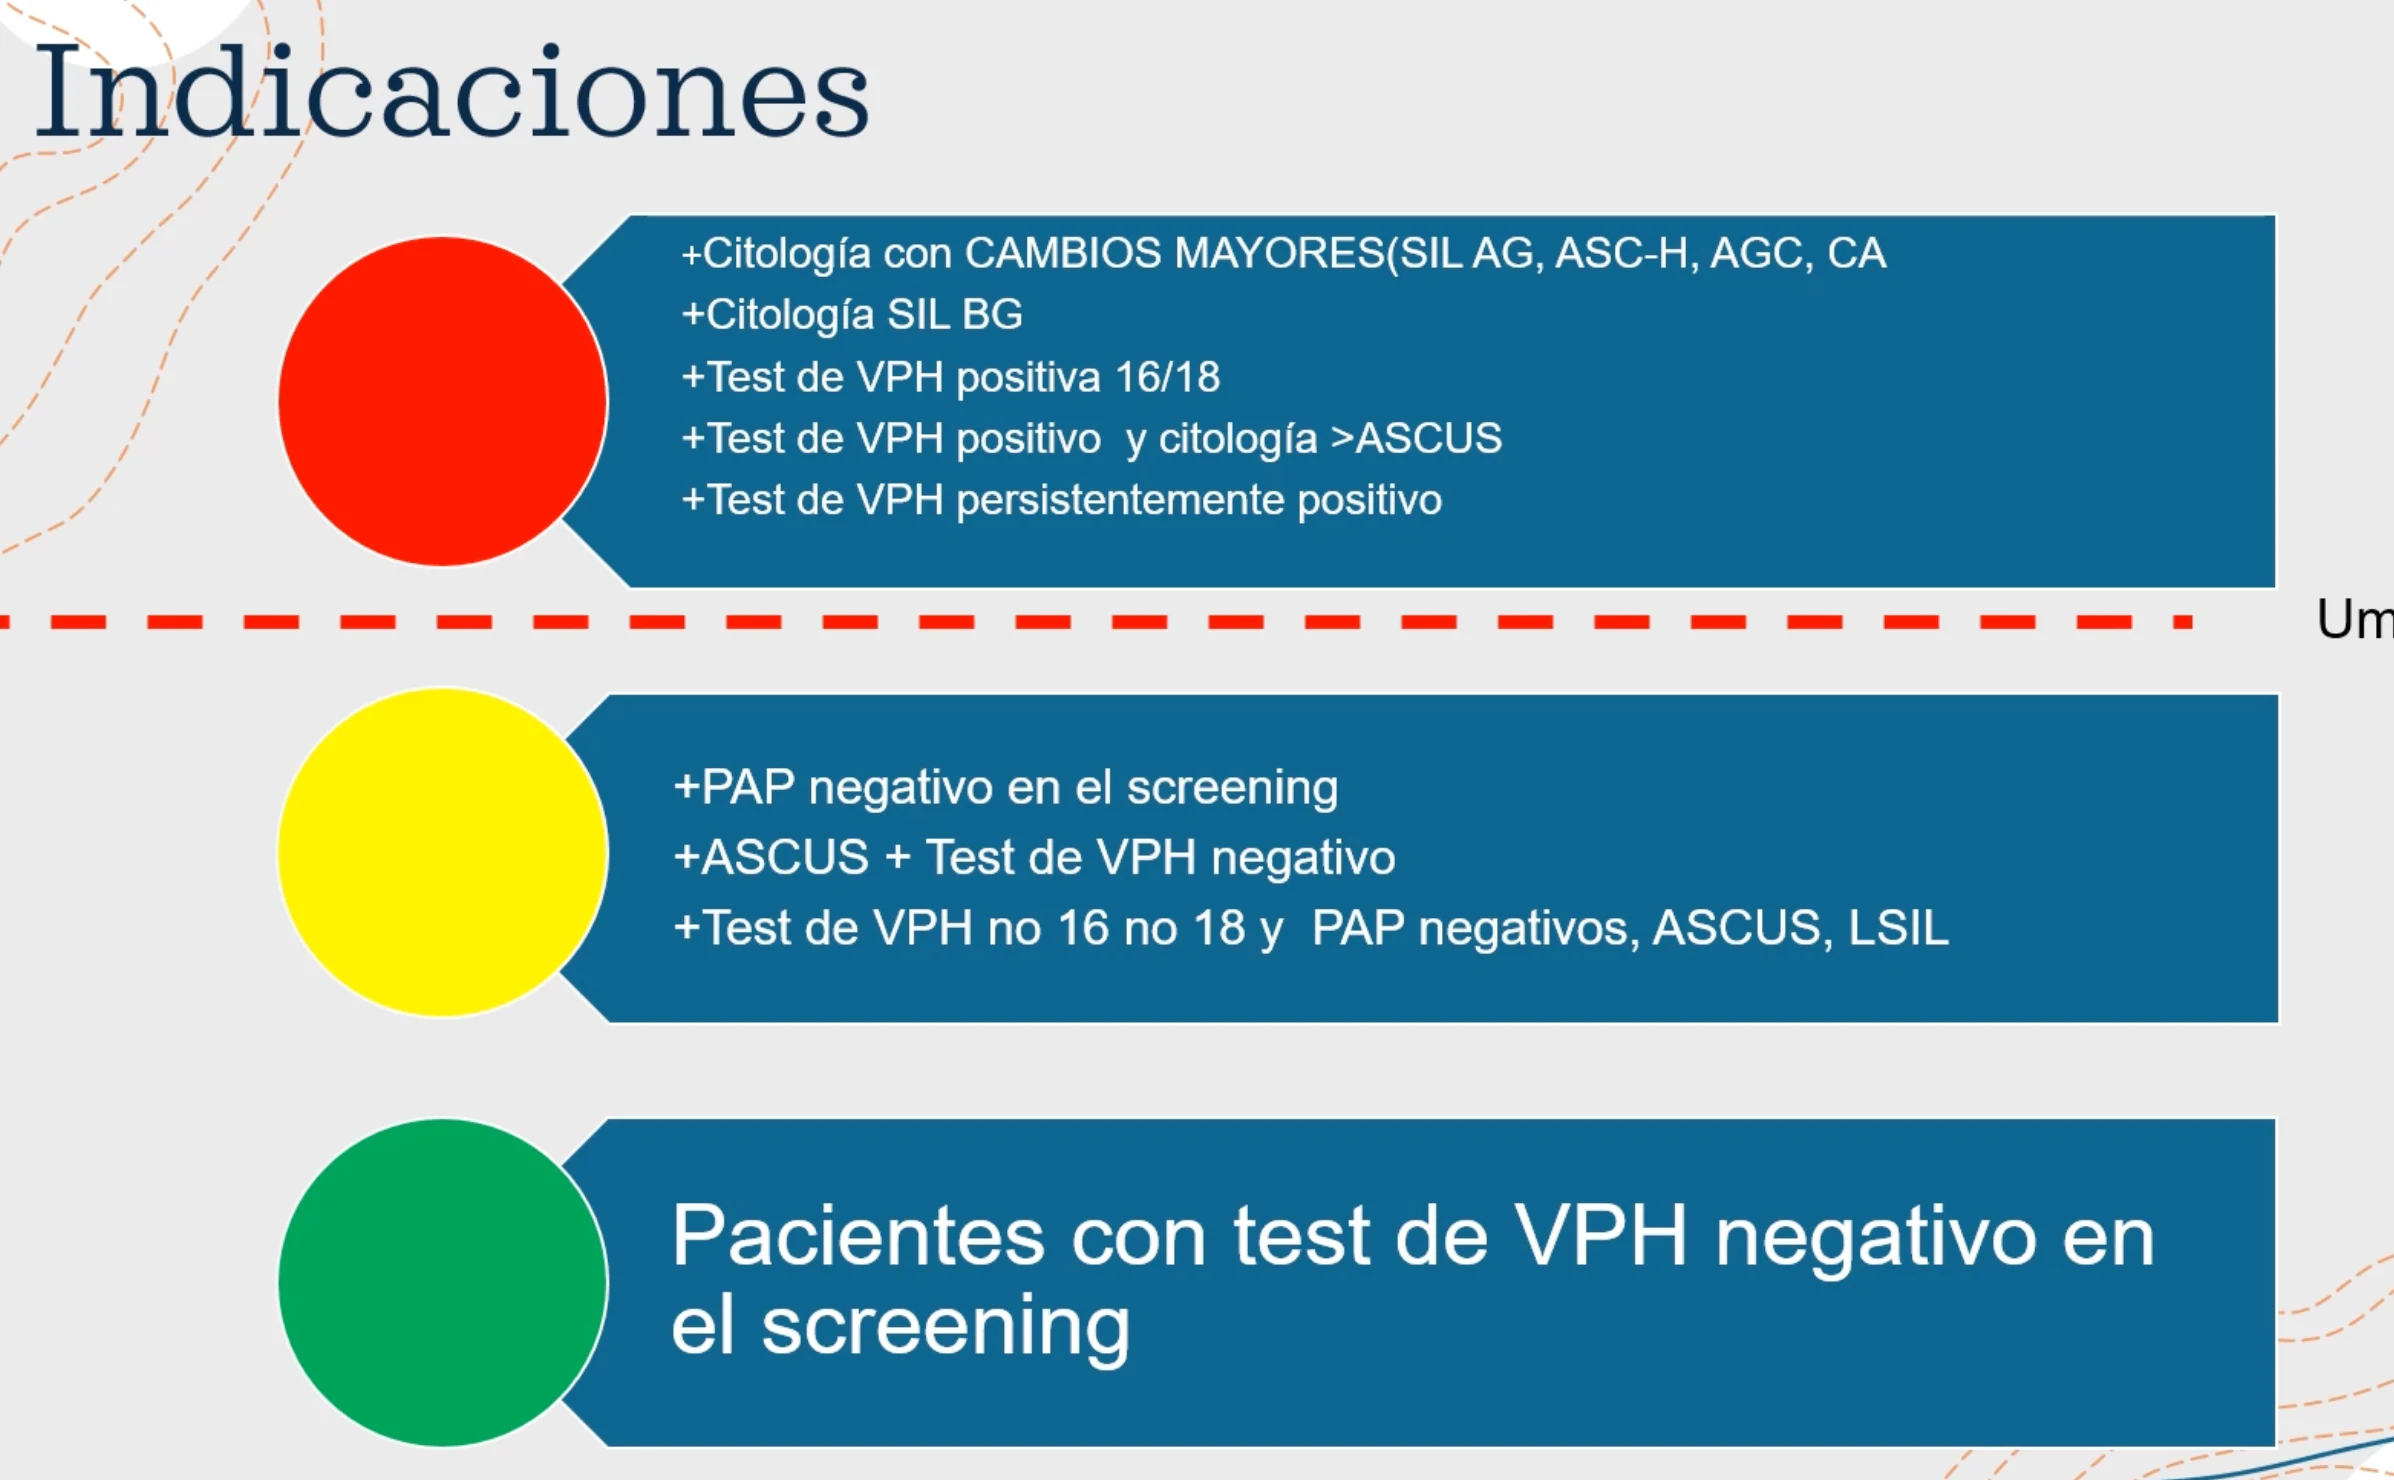 Indicaciones
+Citología con CAMBIOS MAYORES(SIL AG, ASC-H, AGC, CA
+Citología SIL BG
+Test de VPH positiva 16/18
+Test de VPH positivo  y citología >ASCUS
+Test de VPH persistentemente positivo
+PAP negativo en el screening
+ASCUS + Test de VPH negativo
+Test de VPH no 16 no 18 y  PAP negativos, ASCUS, LSIL
Pacientes con test de VPH negativo en
el screening